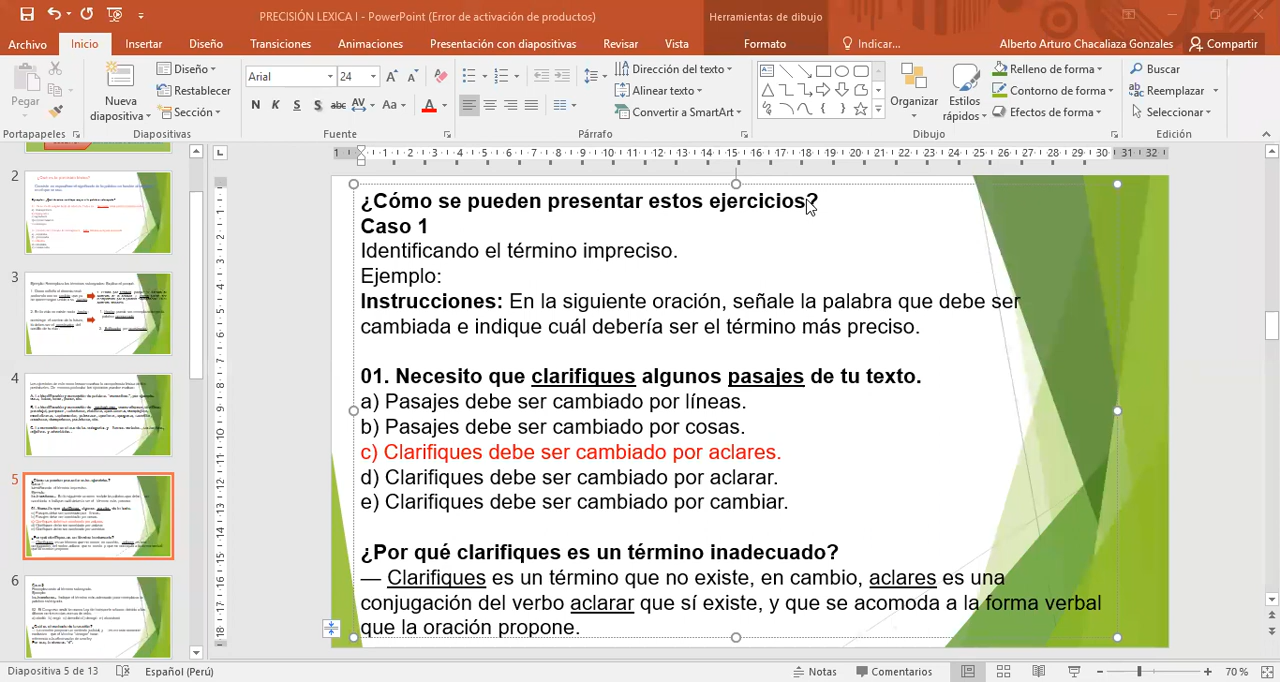 PRECISIÓN LEXICA I - PowerPoint (Error de activación de productos)
Herramientas de dibujo
Archivo
Inicio
Insertar
Diseño
Transiciones
Animaciones
Presentación con diapositivas
Revisar
Vista
Formato
Indicar...
Alberto Arturo Chacaliaza Gonzales
Compartir
Pegar
Nueva diapositiva
Diseño
Restablecer
Sección
Arial
24
N K S S abc AV Aa A
Dirección del texto
Alinear texto
Convertir a SmartArt
Organizar
Estilos rápidos
Relleno de forma
Contorno de forma
Efectos de forma
Buscar
Reemplazar
Seleccionar
Portapapeles
Diapositivas
Fuente
Párrafo
Dibujo
Edición
2
3
4
5
6
¿Cómo se pueden presentar estos ejercicios?
Caso 1
Identificando el término impreciso.
Ejemplo:
Instrucciones: En la siguiente oración, señale la palabra que debe ser
cambiada e indique cuál debería ser el término más preciso.
01. Necesito que clarifiques algunos pasajes de tu texto.
a) Pasajes debe ser cambiado por líneas.
b) Pasajes debe ser cambiado por cosas.
c) Clarifiques debe ser cambiado por aclares.
d) Clarifiques debe ser cambiado por aclarar.
e) Clarifiques debe ser cambiado por cambiar.
¿Por qué clarifiques es un término inadecuado?
— Clarifiques es un término que no existe, en cambio, aclares es una
conjugación del verbo aclarar que sí existe, y que se acomoda a la forma verbal
que la oración propone.
Diapositiva 5 de 13
Español (Perú)
Notas
Comentarios
70 %